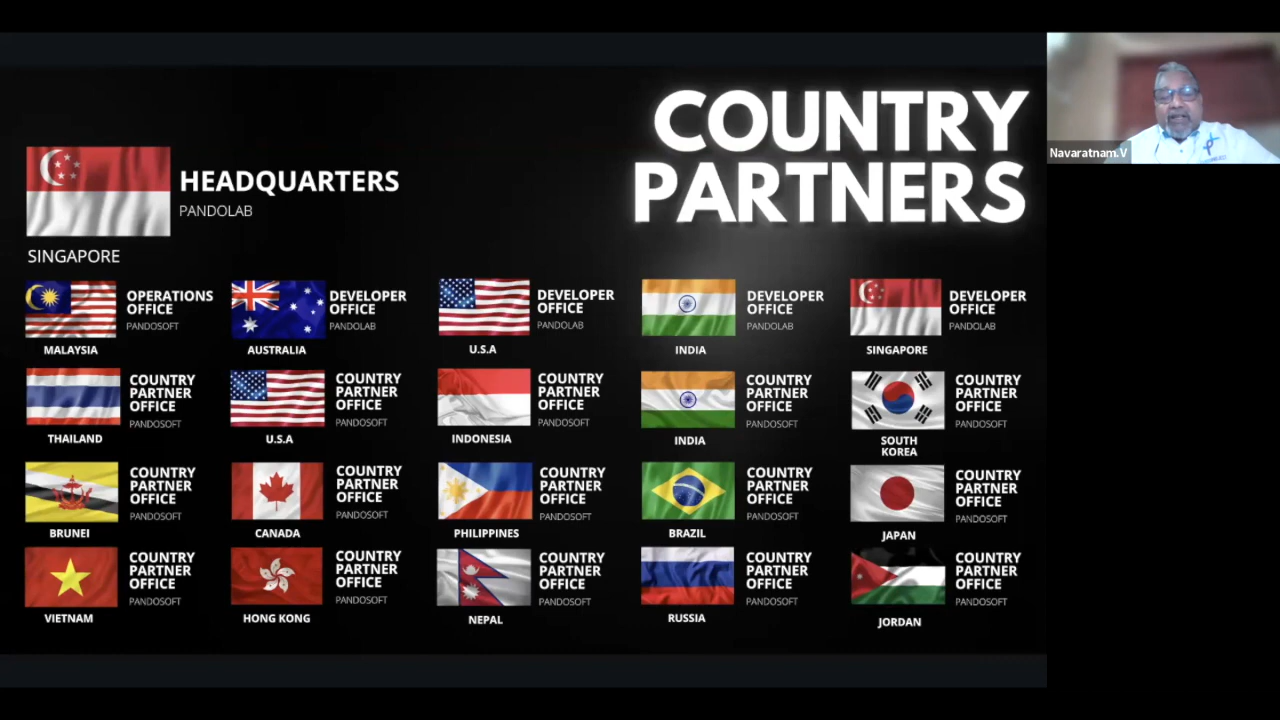 COUNTRY
PARTNERS
Navaratnam.V
HEADQUARTERS
PANDOLAB
SINGAPORE
OPERATIONS
OFFICE
PANDOSOFT
MALAYSIA
DEVELOPER
OFFICE
PANDOLAB
AUSTRALIA
DEVELOPER
OFFICE
PANDOLAB
U.S.A
DEVELOPER
OFFICE
PANDOLAB
INDIA
DEVELOPER
OFFICE
PANDOLAB
SINGAPORE
COUNTRY
PARTNER
OFFICE
PANDOSOFT
THAILAND
COUNTRY
PARTNER
OFFICE
PANDOSOFT
U.S.A
COUNTRY
PARTNER
OFFICE
PANDOSOFT
INDONESIA
COUNTRY
PARTNER
OFFICE
PANDOSOFT
INDIA
COUNTRY
PARTNER
OFFICE
PANDOSOFT
SOUTH
KOREA
COUNTRY
PARTNER
OFFICE
PANDOSOFT
BRUNEI
COUNTRY
PARTNER
OFFICE
PANDOSOFT
CANADA
COUNTRY
PARTNER
OFFICE
PANDOSOFT
PHILIPPINES
COUNTRY
PARTNER
OFFICE
PANDOSOFT
BRAZIL
COUNTRY
PARTNER
OFFICE
PANDOSOFT
JAPAN
COUNTRY
PARTNER
OFFICE
PANDOSOFT
VIETNAM
COUNTRY
PARTNER
OFFICE
PANDOSOFT
HONG KONG
COUNTRY
PARTNER
OFFICE
PANDOSOFT
NEPAL
COUNTRY
PARTNER
OFFICE
PANDOSOFT
RUSSIA
COUNTRY
PARTNER
OFFICE
PANDOSOFT
JORDAN